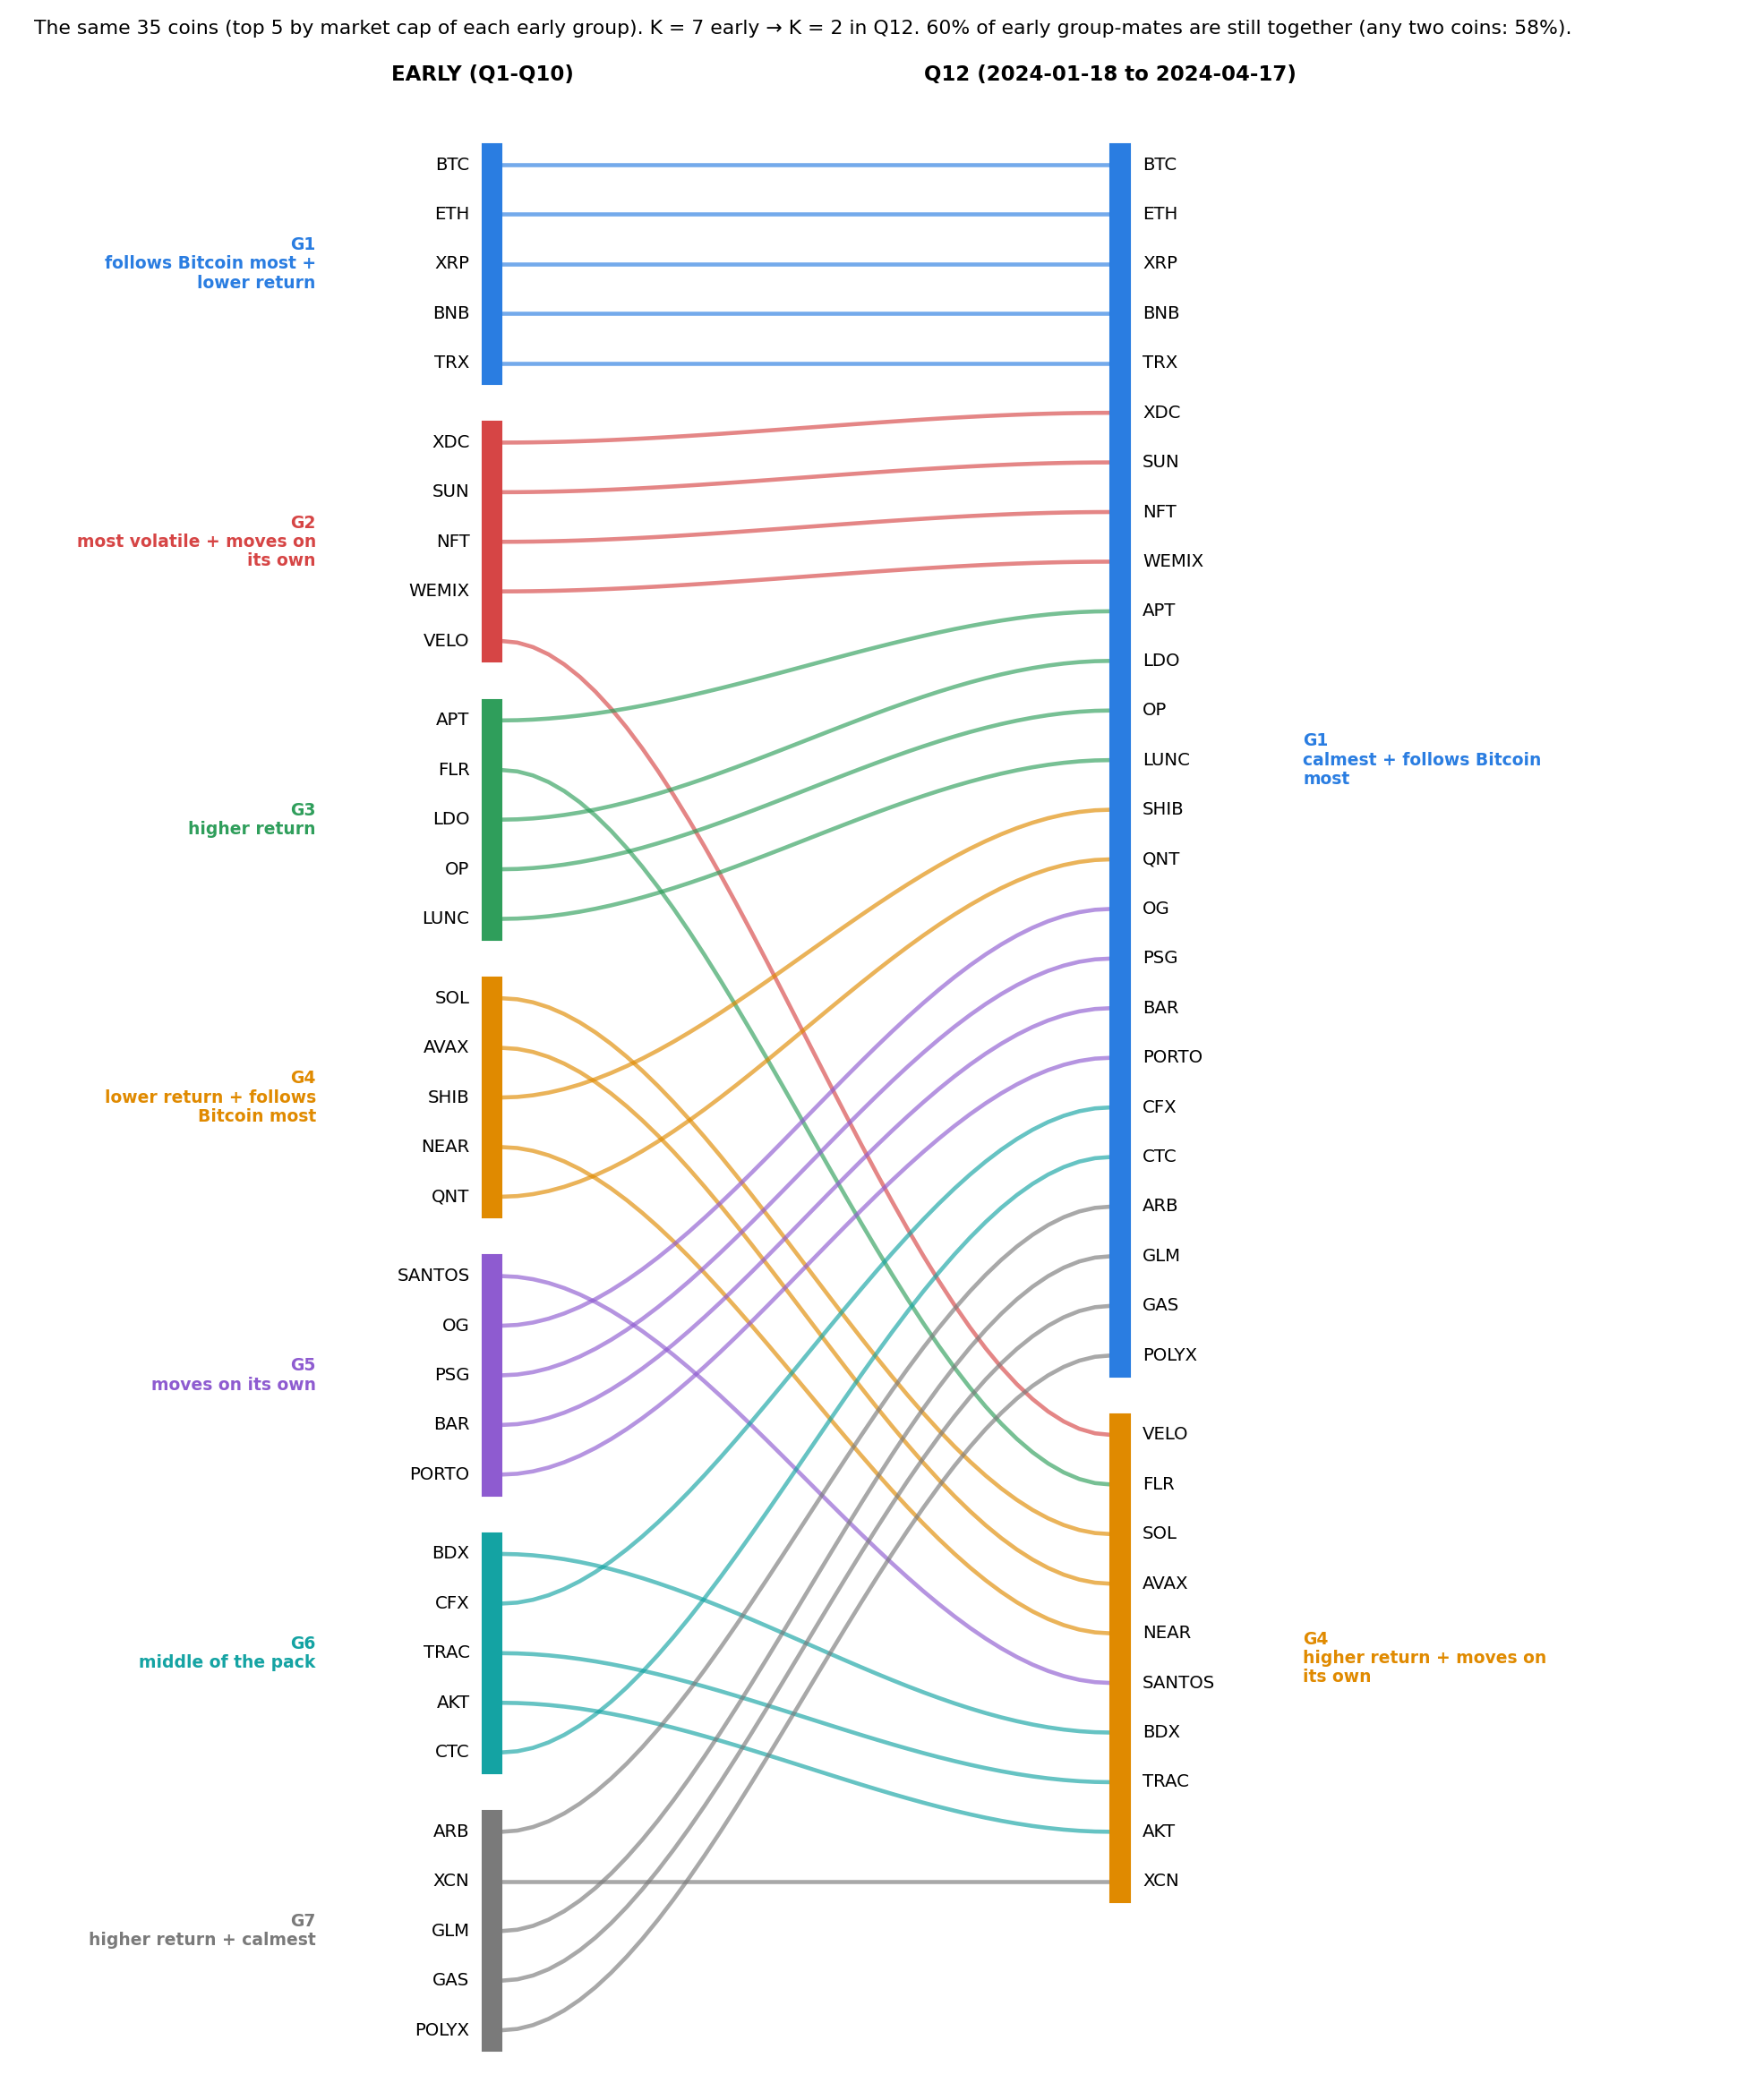 The same 35 coins (top 5 by market cap of each early group). K = 7 early → K = 2 in Q12. 60% of early group-mates are still together (any two coins: 58%).
EARLY (Q1-Q10)
Q12 (2024-01-18 to 2024-04-17)
G1
follows Bitcoin most +
lower return
BTC
ETH
XRP
BNB
TRX
G2
most volatile + moves on
its own
XDC
SUN
NFT
WEMIX
VELO
G3
higher return
APT
FLR
LDO
OP
LUNC
G4
lower return + follows
Bitcoin most
SOL
AVAX
SHIB
NEAR
QNT
G5
moves on its own
SANTOS
OG
PSG
BAR
PORTO
G6
middle of the pack
BDX
CFX
TRAC
AKT
CTC
G7
higher return + calmest
ARB
XCN
GLM
GAS
POLYX
BTC
ETH
XRP
BNB
TRX
XDC
SUN
NFT
WEMIX
APT
LDO
OP
LUNC
SHIB
QNT
OG
PSG
BAR
PORTO
CFX
CTC
ARB
GLM
GAS
POLYX
G1
calmest + follows Bitcoin
most
VELO
FLR
SOL
AVAX
NEAR
SANTOS
BDX
TRAC
AKT
XCN
G4
higher return + moves on
its own